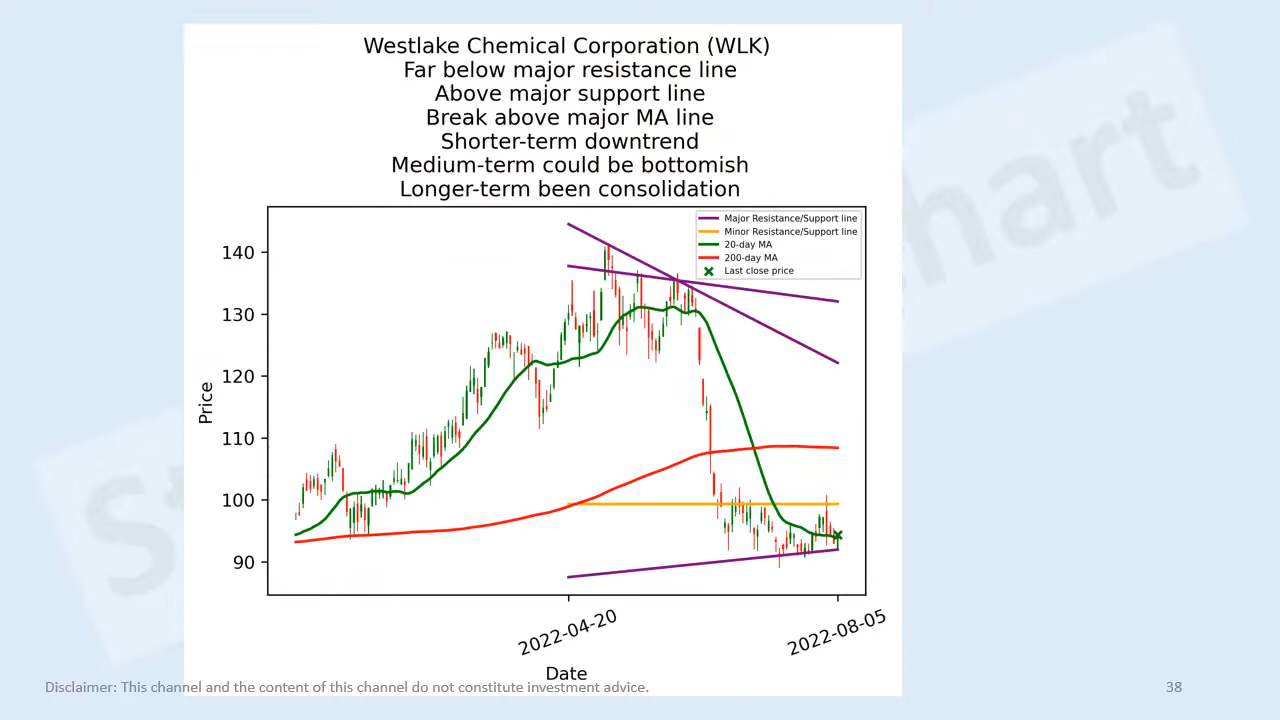 Westlake Chemical Corporation (WLK)
Far below major resistance line
Above major support line
Break above major MA line
Shorter-term downtrend
Medium-term could be bottomish
Longer-term been consolidation
Major Resistance/Support line
Minor Resistance/Support line
20-day MA
200-day MA
Last close price
140
130
120
110
100
90
Price
2022-04-20
2022-08-05
Date
Disclaimer: This channel and the content of this channel do not constitute investment advice.
38
hart